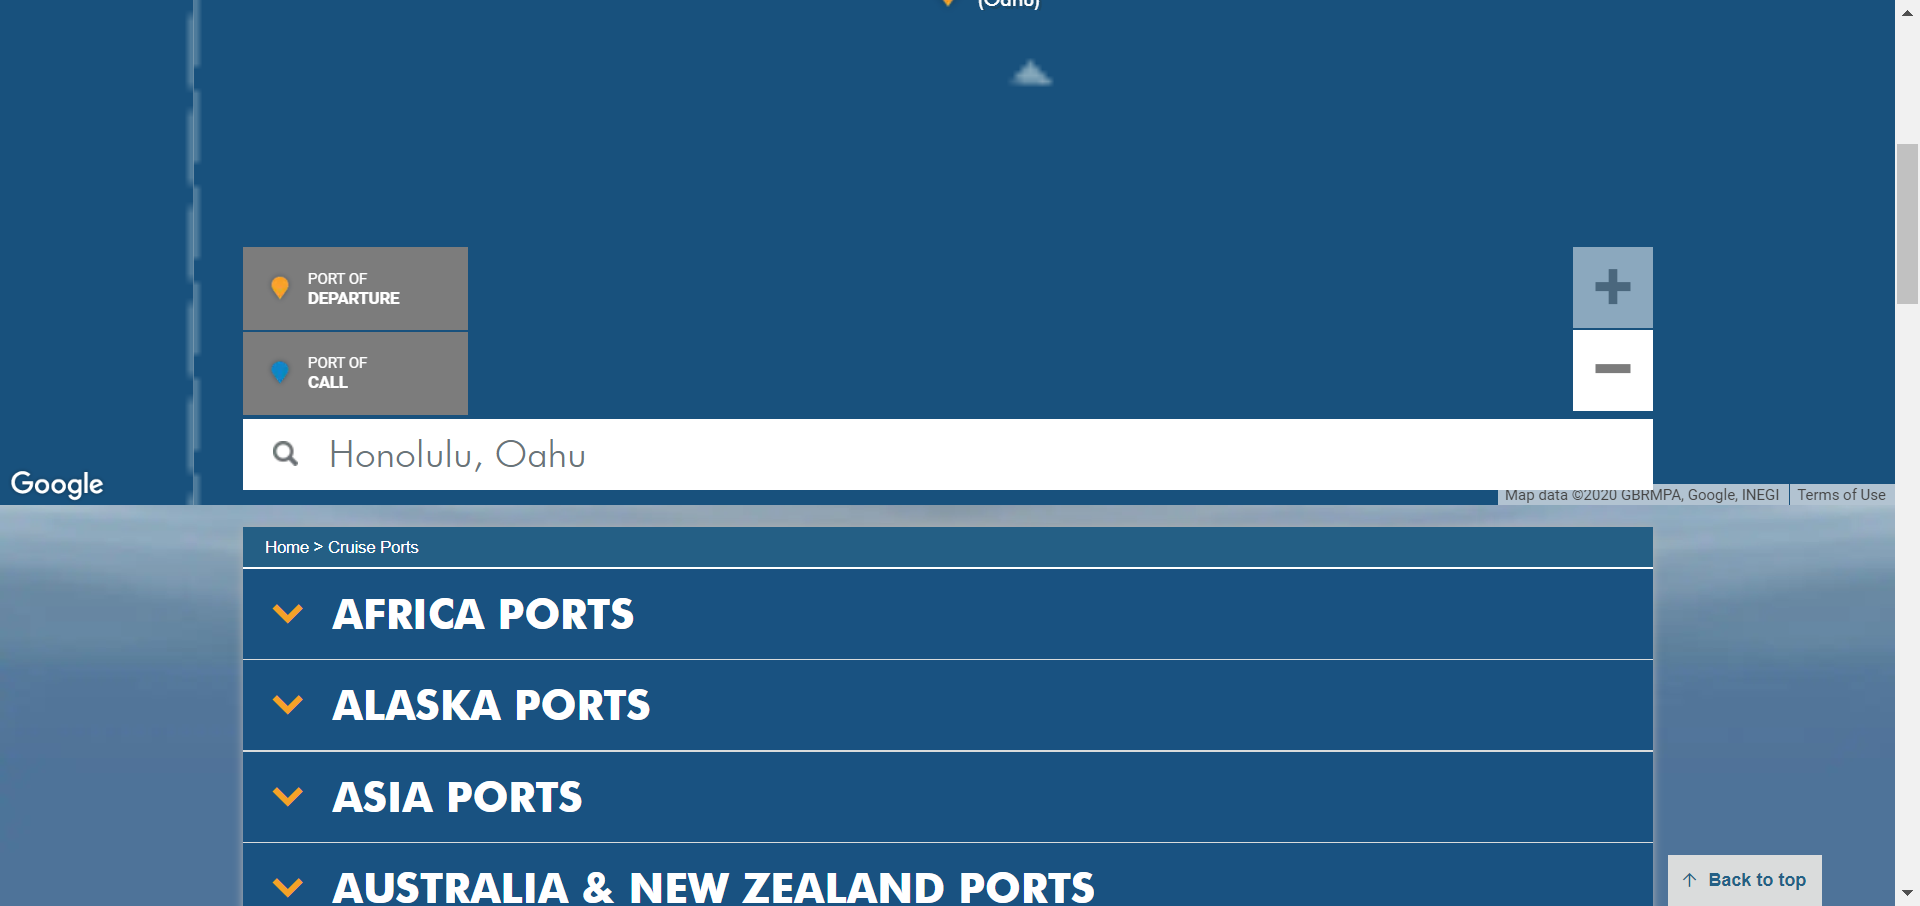 (Oahu)
PORT OF
DEPARTURE
PORT OF
CALL
Honolulu, Oahu
Google
Map data ©2020 GBRMPA, Google, INEGI
Terms of Use
Home > Cruise Ports
AFRICA PORTS
ALASKA PORTS
ASIA PORTS
AUSTRALIA & NEW ZEALAND PORTS
Back to top